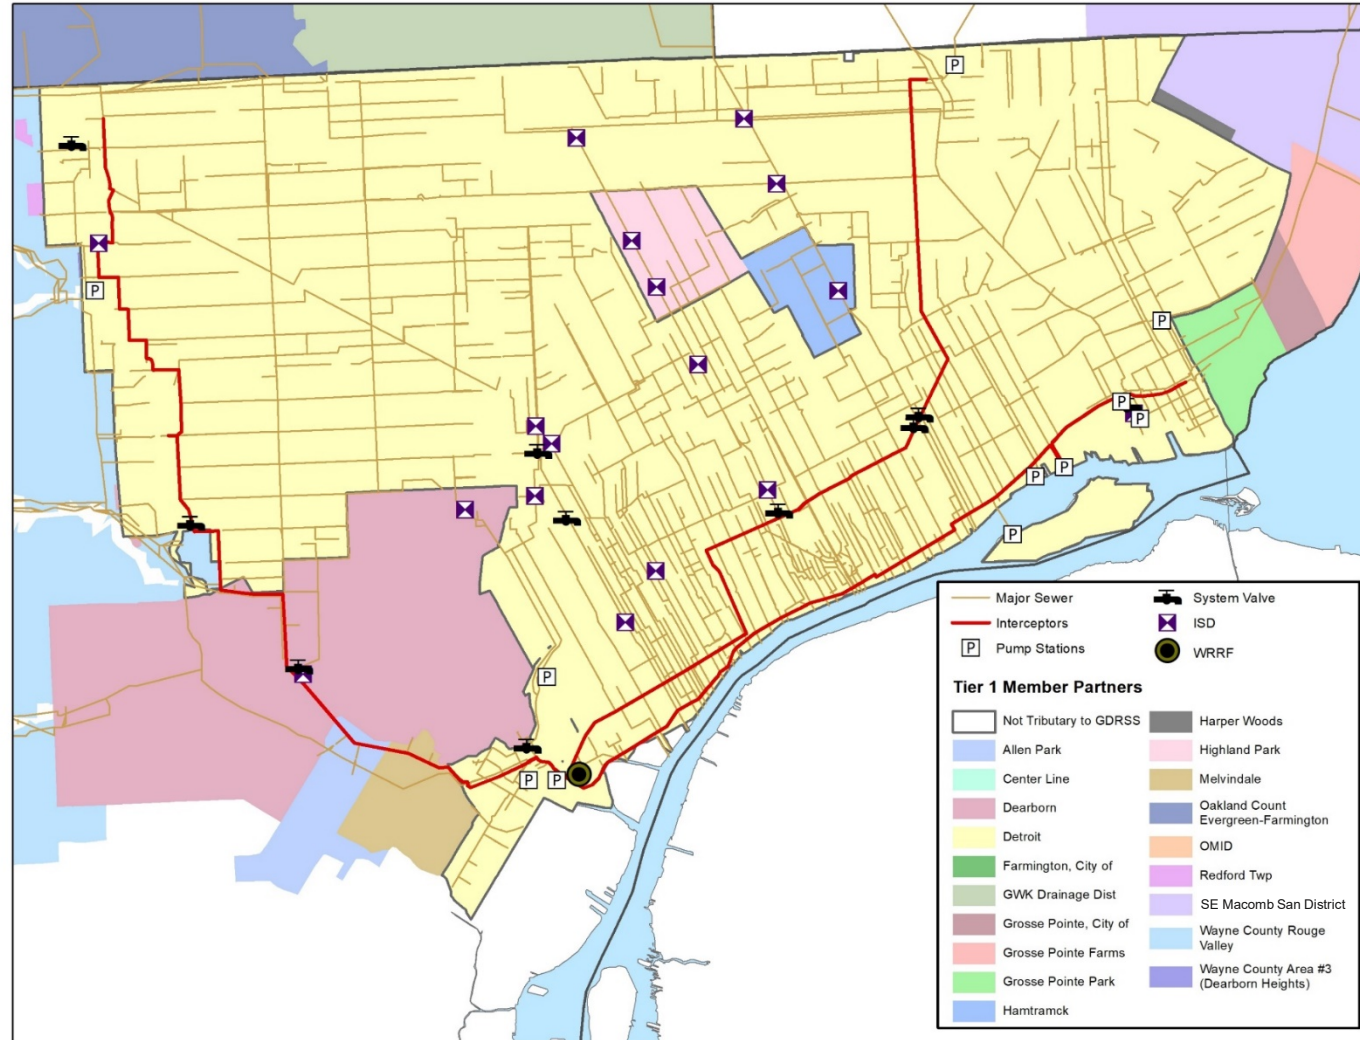 P
P
P
P
P
P
P
P
P
P
P
Major Sewer
System Valve
Interceptors
ISD
P Pump Stations
WRRF
Tier 1 Member Partners
Not Tributary to GDRSS
Harper Woods
Allen Park
Highland Park
Center Line
Melvindale
Dearborn
Oakland Count
Evergreen-Farmington
Detroit
OMID
Farmington, City of
Redford Twp
GWK Drainage Dist
SE Macomb San District
Grosse Pointe, City of
Wayne County Rouge
Valley
Grosse Pointe Farms
Grosse Pointe Park
Wayne County Area #3
(Dearborn Heights)
Hamtramck